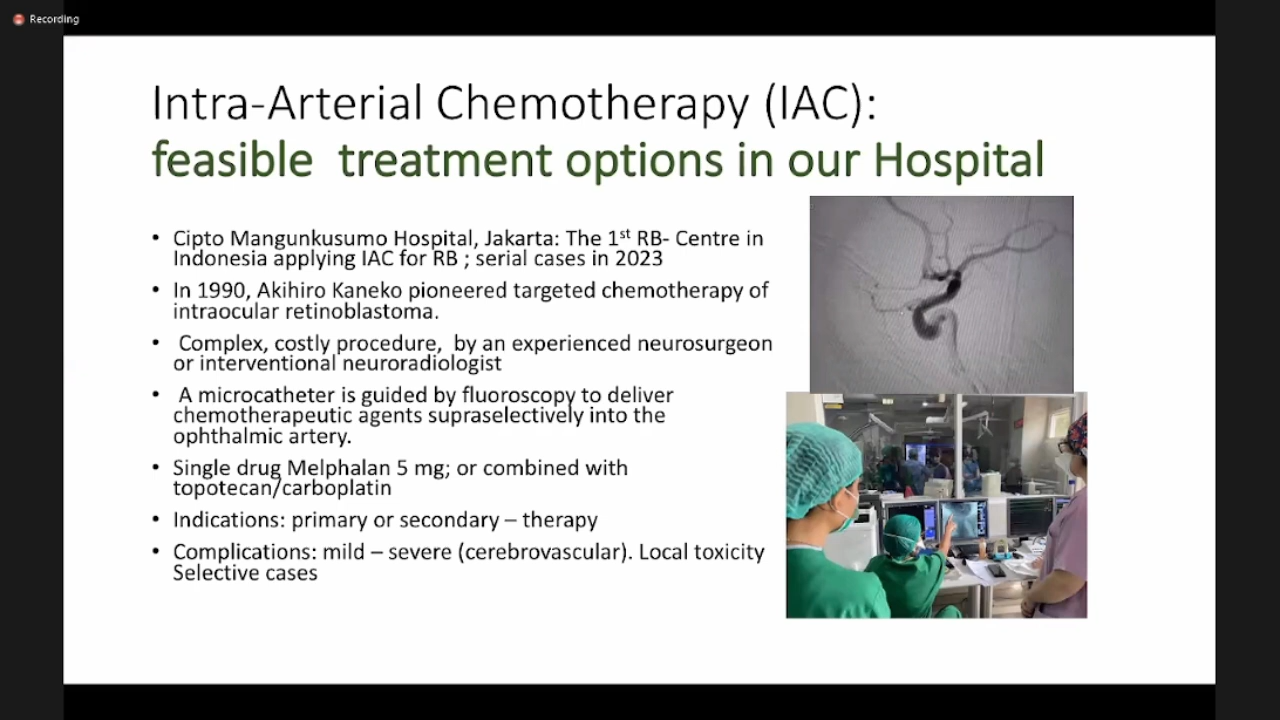 Recording
Intra-Arterial Chemotherapy (IAC):
feasible treatment options in our Hospital
• Cipto Mangunkusumo Hospital, Jakarta: The 1st RB- Centre in
Indonesia applying IAC for RB ; serial cases in 2023
• In 1990, Akihiro Kaneko pioneered targeted chemotherapy of
intraocular retinoblastoma.
• Complex, costly procedure, by an experienced neurosurgeon
or interventional neuroradiologist
• A microcatheter is guided by fluoroscopy to deliver
chemotherapeutic agents supraselectively into the
ophthalmic artery.
• Single drug Melphalan 5 mg; or combined with
topotecan/carboplatin
• Indications: primary or secondary – therapy
• Complications: mild – severe (cerebrovascular). Local toxicity
Selective cases